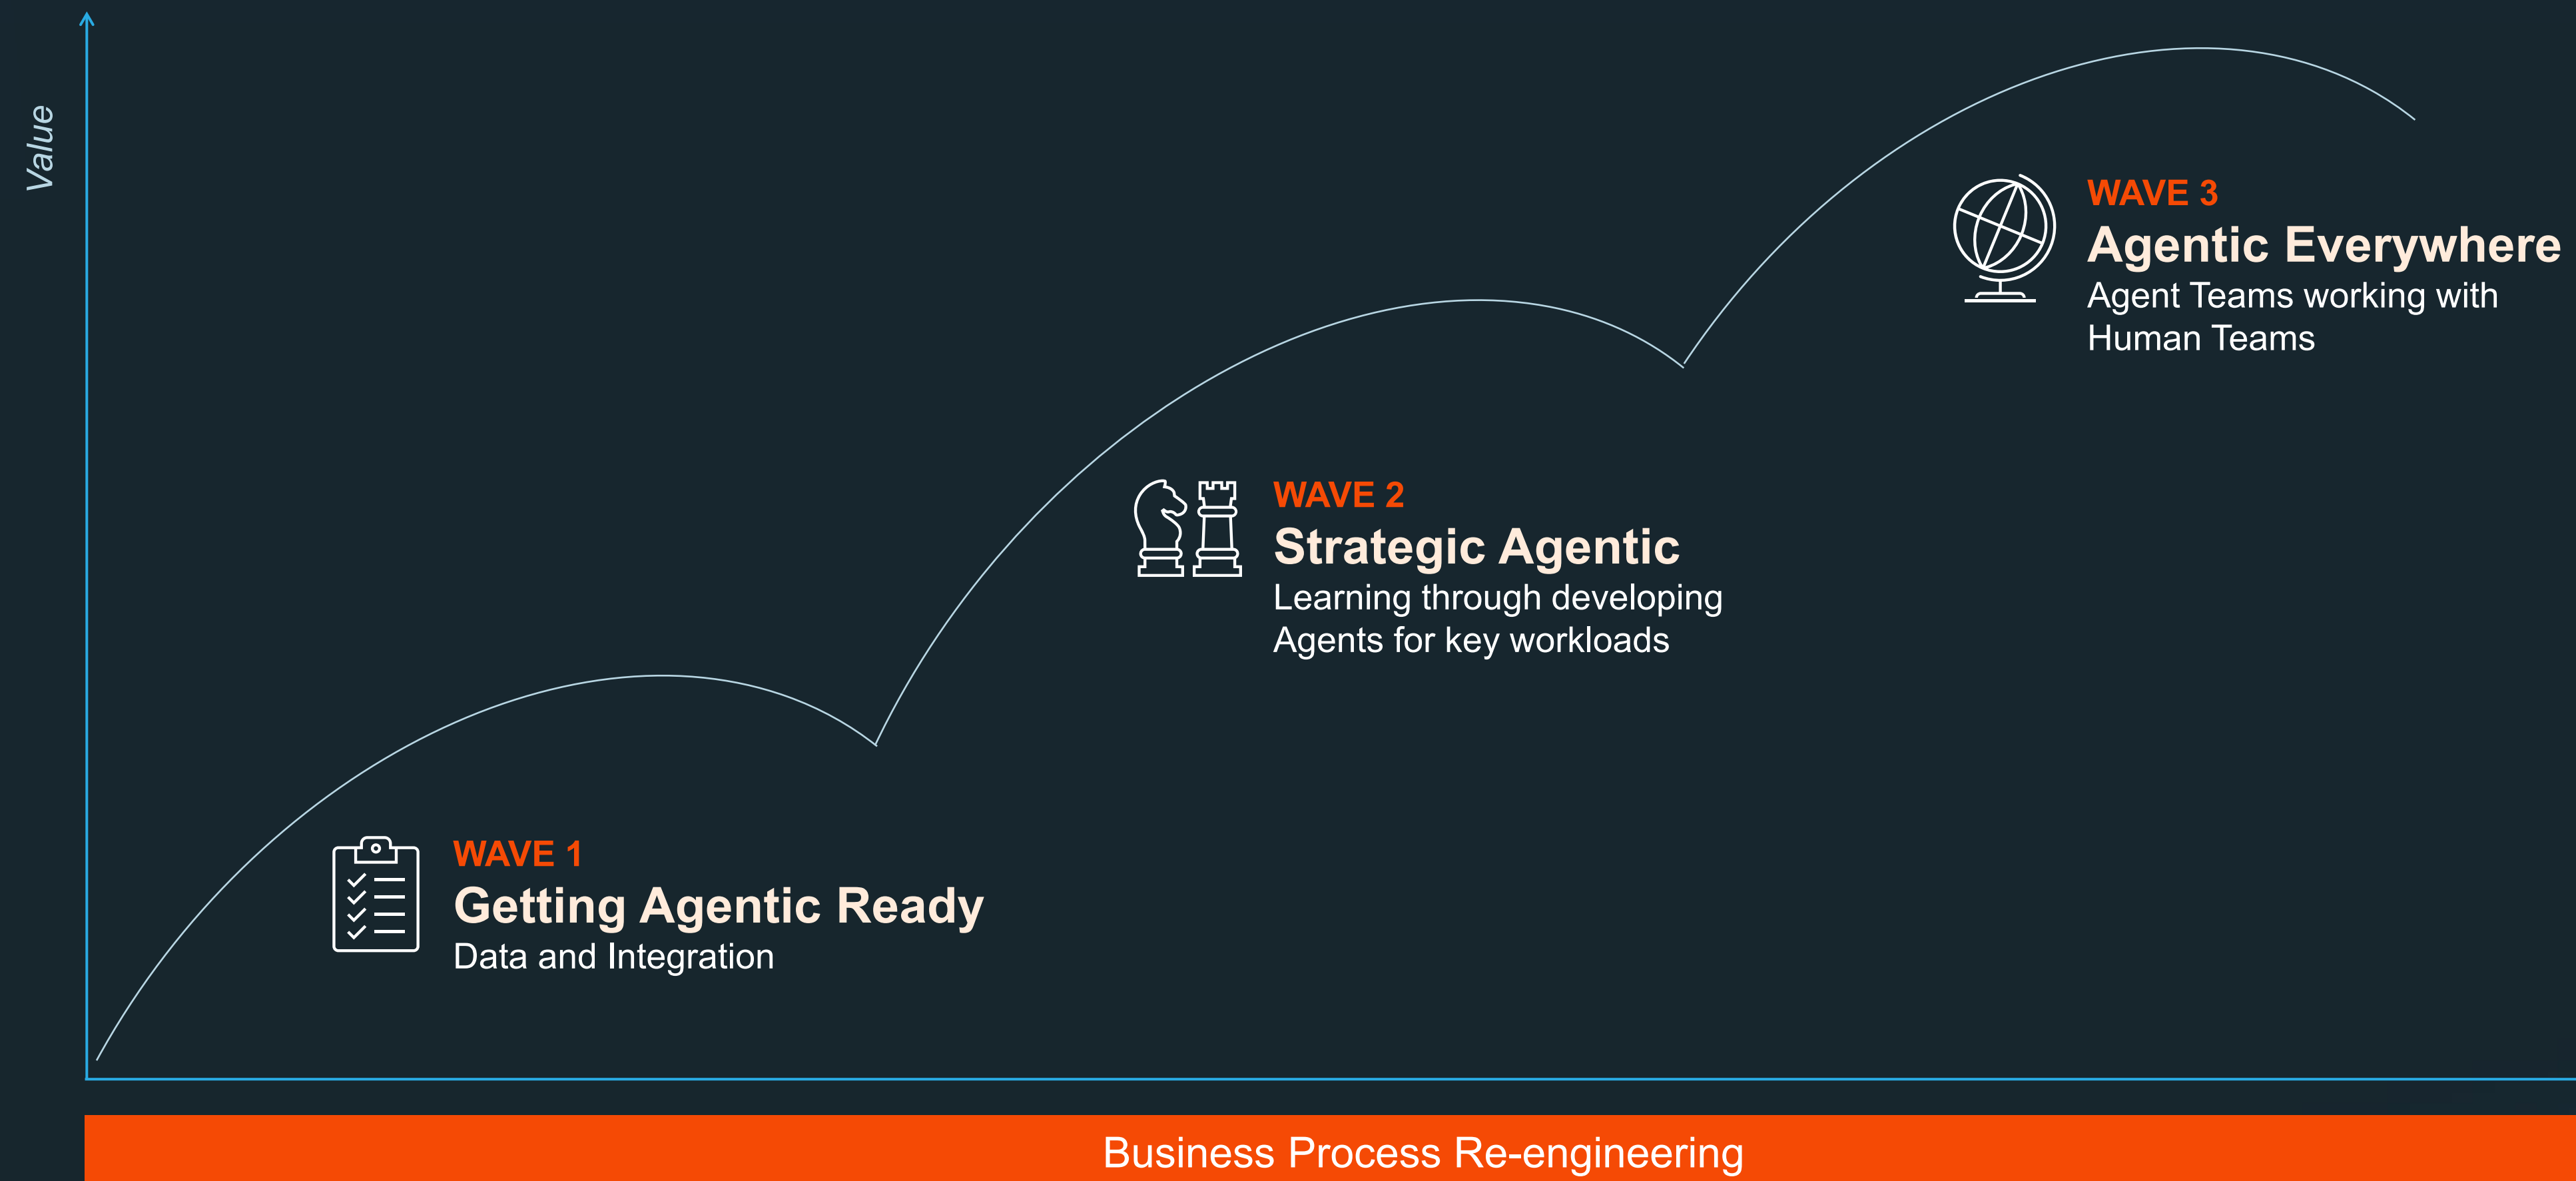 Value
WAVE 3
Agentic Everywhere
Agent Teams working with
Human Teams
WAVE 2
Strategic Agentic
Learning through developing
Agents for key workloads
WAVE 1
Getting Agentic Ready
Data and Integration
Business Process Re-engineering